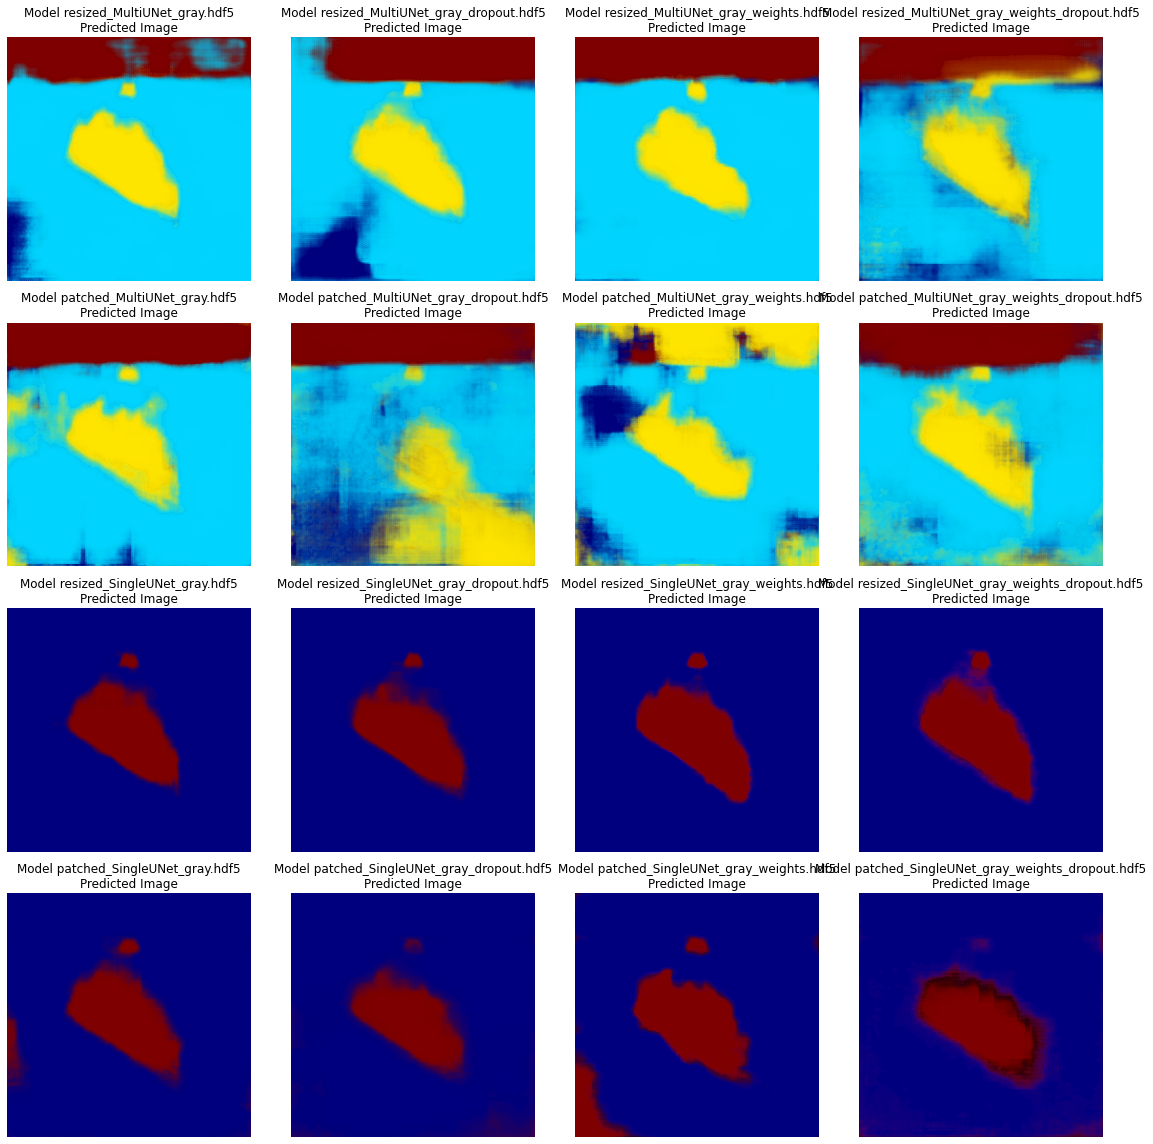 Model resized_MultiUNet_gray.hdf5
Predicted Image
Model resized_MultiUNet_gray_dropout.hdf5
Predicted Image
Model resized_MultiUNet_gray_weights.hdf5
Predicted Image
Model resized_MultiUNet_gray_weights_dropout.hdf5
Predicted Image
Model patched_MultiUNet_gray.hdf5
Predicted Image
Model patched_MultiUNet_gray_dropout.hdf5
Predicted Image
Model patched_MultiUNet_gray_weights.hdf5
Predicted Image
Model patched_MultiUNet_gray_weights_dropout.hdf5
Predicted Image
Model resized_SingleUNet_gray.hdf5
Predicted Image
Model resized_SingleUNet_gray_dropout.hdf5
Predicted Image
Model resized_SingleUNet_gray_weights.hdf5
Predicted Image
Model resized_SingleUNet_gray_weights_dropout.hdf5
Predicted Image
Model patched_SingleUNet_gray.hdf5
Predicted Image
Model patched_SingleUNet_gray_dropout.hdf5
Predicted Image
Model patched_SingleUNet_gray_weights.hdf5
Predicted Image
Model patched_SingleUNet_gray_weights_dropout.hdf5
Predicted Image